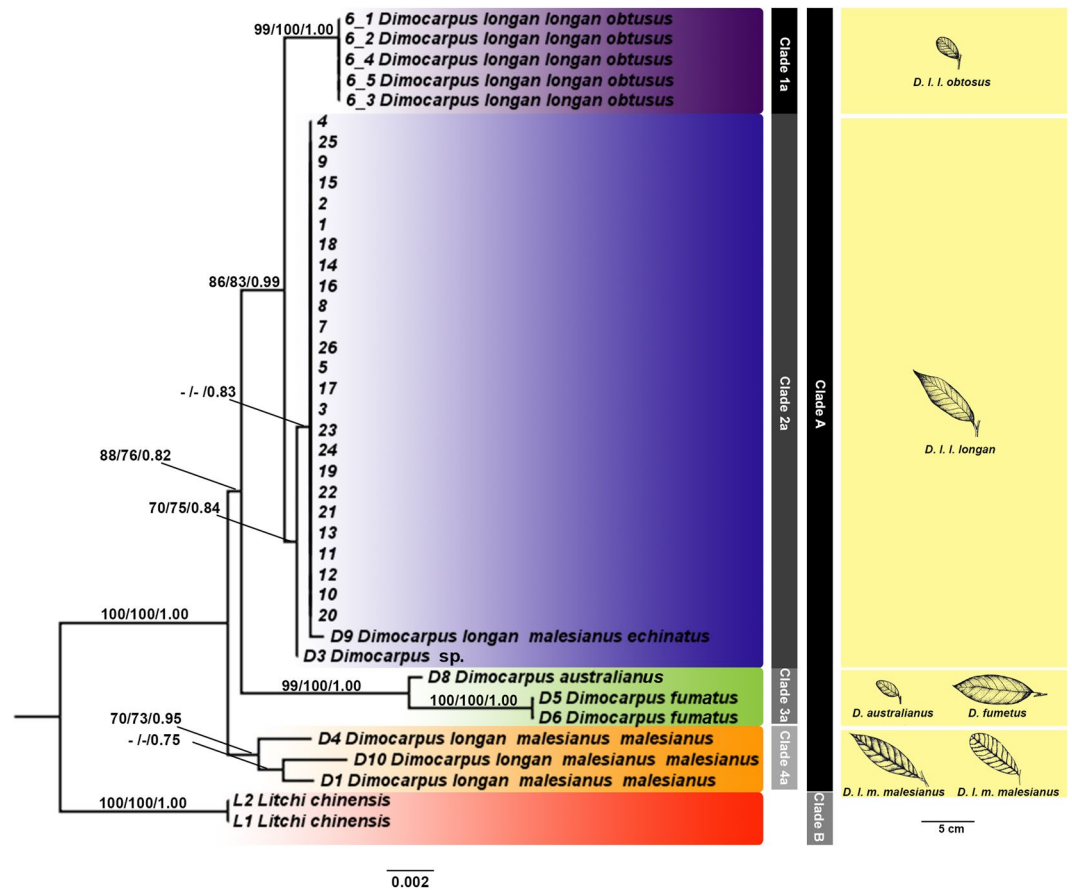 99/100/1.00
6_1 Dimocarpus longan longan obtusus
6_2 Dimocarpus longan longan obtusus
6_4 Dimocarpus longan longan obtusus
6_5 Dimocarpus longan longan obtusus
6_3 Dimocarpus longan longan obtusus
Clade 1a
D. l. l. obtosus
4
25
9
15
2
1
18
14
16
8
7
26
5
17
3
23
24
19
22
21
13
11
12
10
20
D9 Dimocarpus longan malesianus echinatus
D3 Dimocarpus sp.
86/83/0.99
- /- /0.83
88/76/0.82
70/75/0.84
Clade 2a
Clade A
D. l. l. longan
100/100/1.00
99/100/1.00
D8 Dimocarpus australianus
100/100/1.00
D5 Dimocarpus fumatus
D6 Dimocarpus fumatus
Clade 3a
D. australianus
D. fumetus
70/73/0.95
- /-/0.75
D4 Dimocarpus longan malesianus malesianus
D10 Dimocarpus longan malesianus malesianus
D1 Dimocarpus longan malesianus malesianus
Clade 4a
D. l. m. malesianus
D. l. m. malesianus
100/100/1.00
L2 Litchi chinensis
L1 Litchi chinensis
Clade B
5 cm
0.002